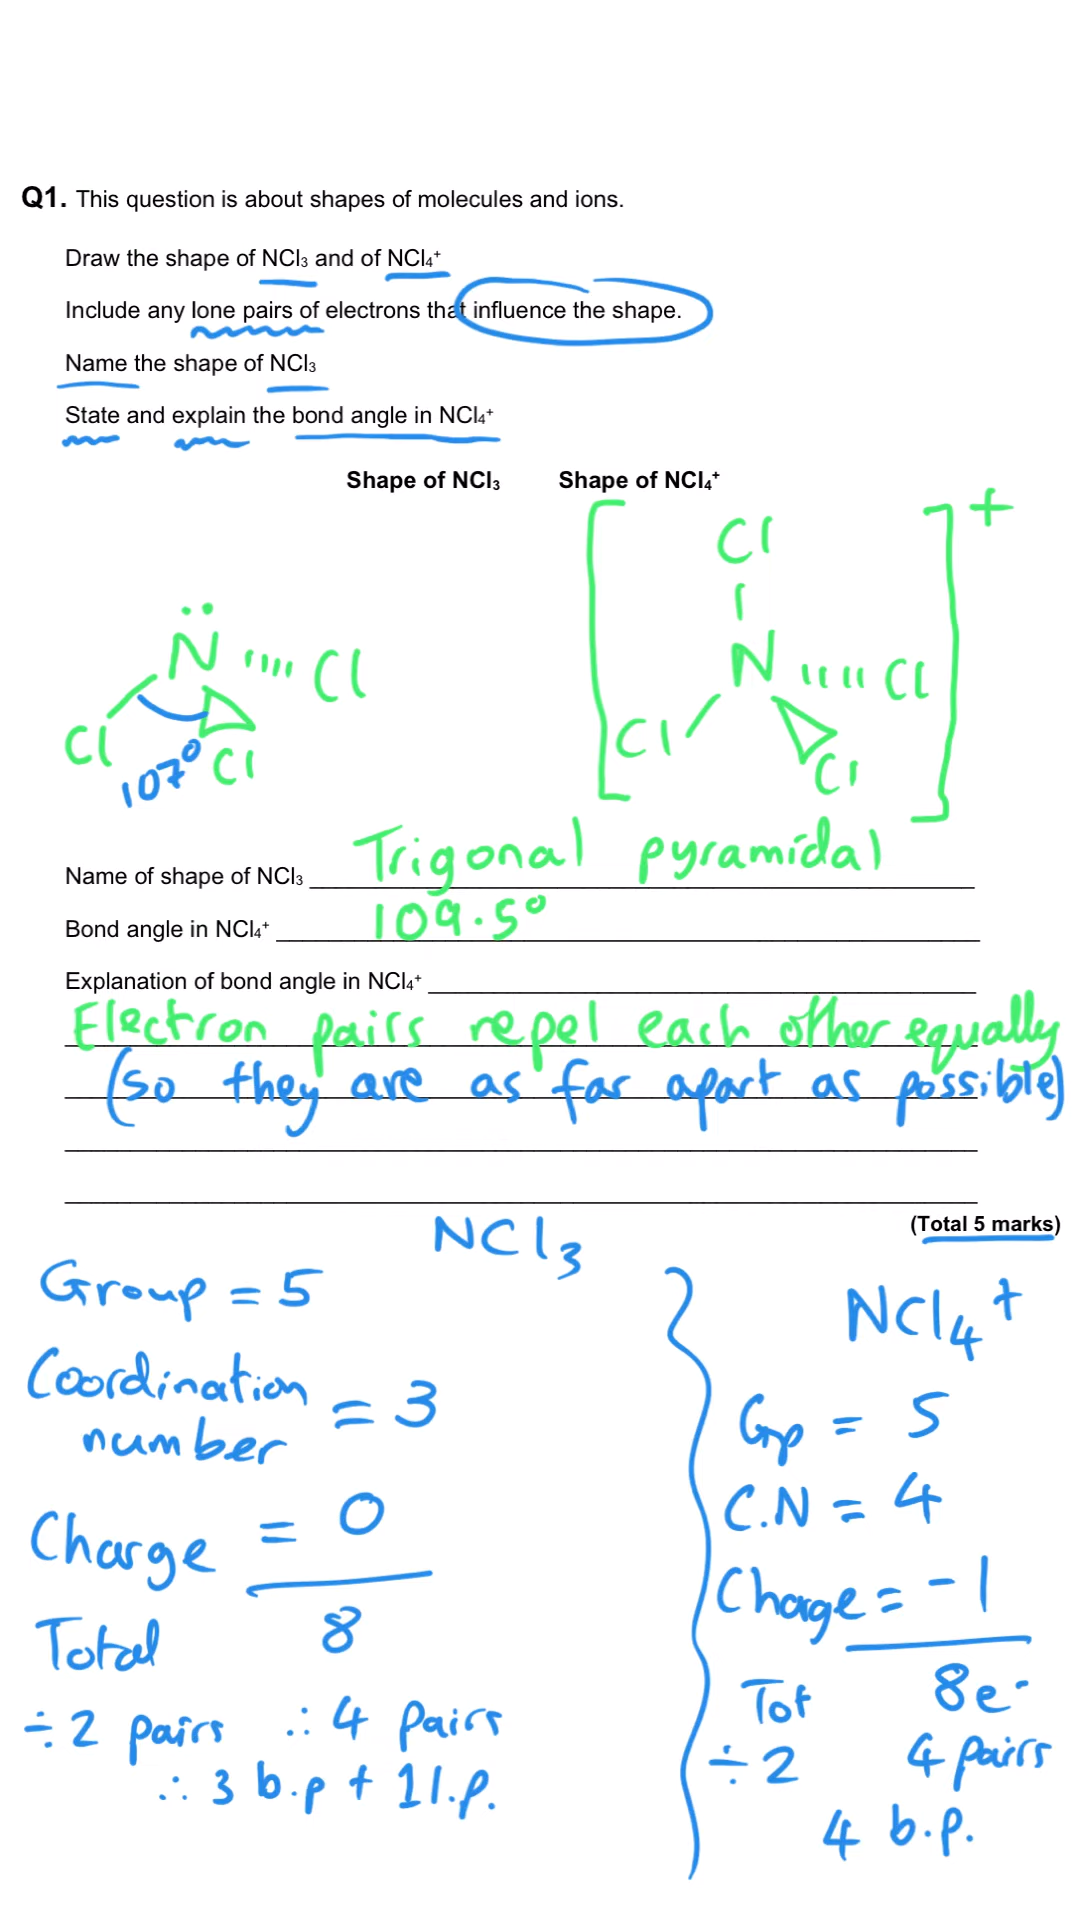 Q1. This question is about shapes of molecules and ions.
Draw the shape of NCl₃ and of NCl₄⁺
Include any lone pairs of electrons that influence the shape.
Name the shape of NCl₃
State and explain the bond angle in NCl₄⁺
Shape of NCl₃ Shape of NCl₄⁺
Cl +
N Cl
N Cl
Cl Cl
Cl Cl
107°
Name of shape of NCl₃ Trigonal pyramidal
Bond angle in NCl₄⁺ 109.5°
Explanation of bond angle in NCl₄⁺
Electron pairs repel each other equally
(so they are as far apart as possible)
(Total 5 marks)
NCl₃
Group = 5
Coordination number = 3
Charge = 0
Total 8
÷2 pairs ∴ 4 pairs
∴ 3 b.p + 1 l.p.
NCl₄⁺
Grp = 5
C.N = 4
Charge = -1
Tot 8e⁻
÷2 4 pairs
4 b.p.